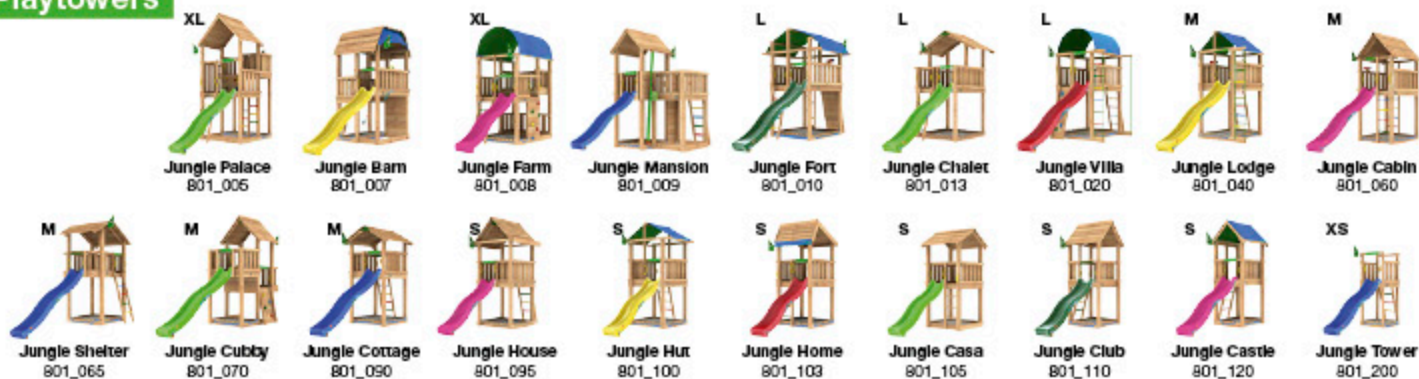 Playtowers
XL XL L L L M M
Jungle Palace Jungle Barn Jungle Farm Jungle Mansion Jungle Fort Jungle Chalet Jungle Villa Jungle Lodge Jungle Cabin
801_005 801_007 801_008 801_009 801_010 801_013 801_020 801_040 801_060
M M M S S S S S S XS
Jungle Shelter Jungle Cubby Jungle Cottage Jungle House Jungle Hut Jungle Home Jungle Casa Jungle Club Jungle Castle Jungle Tower
801_065 801_070 801_090 801_095 801_100 801_103 801_105 801_110 801_120 801_200